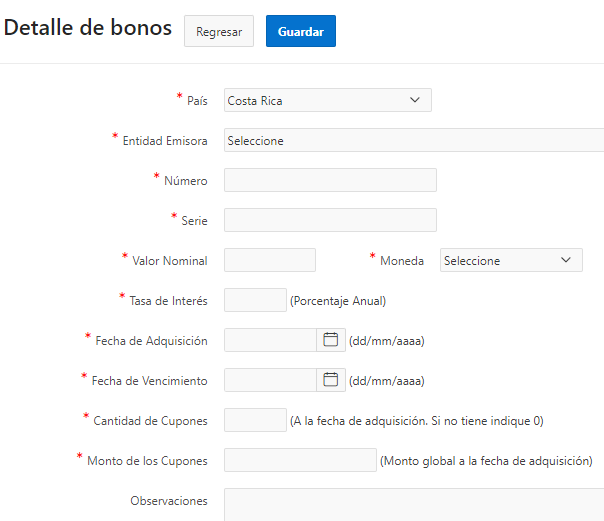 Detalle de bonos Regresar Guardar
* País Costa Rica
* Entidad Emisora Seleccione
* Número
* Serie
* Valor Nominal * Moneda Seleccione
* Tasa de Interés (Porcentaje Anual)
* Fecha de Adquisición (dd/mm/aaaa)
* Fecha de Vencimiento (dd/mm/aaaa)
* Cantidad de Cupones (A la fecha de adquisición. Si no tiene indique 0)
* Monto de los Cupones (Monto global a la fecha de adquisición)
Observaciones